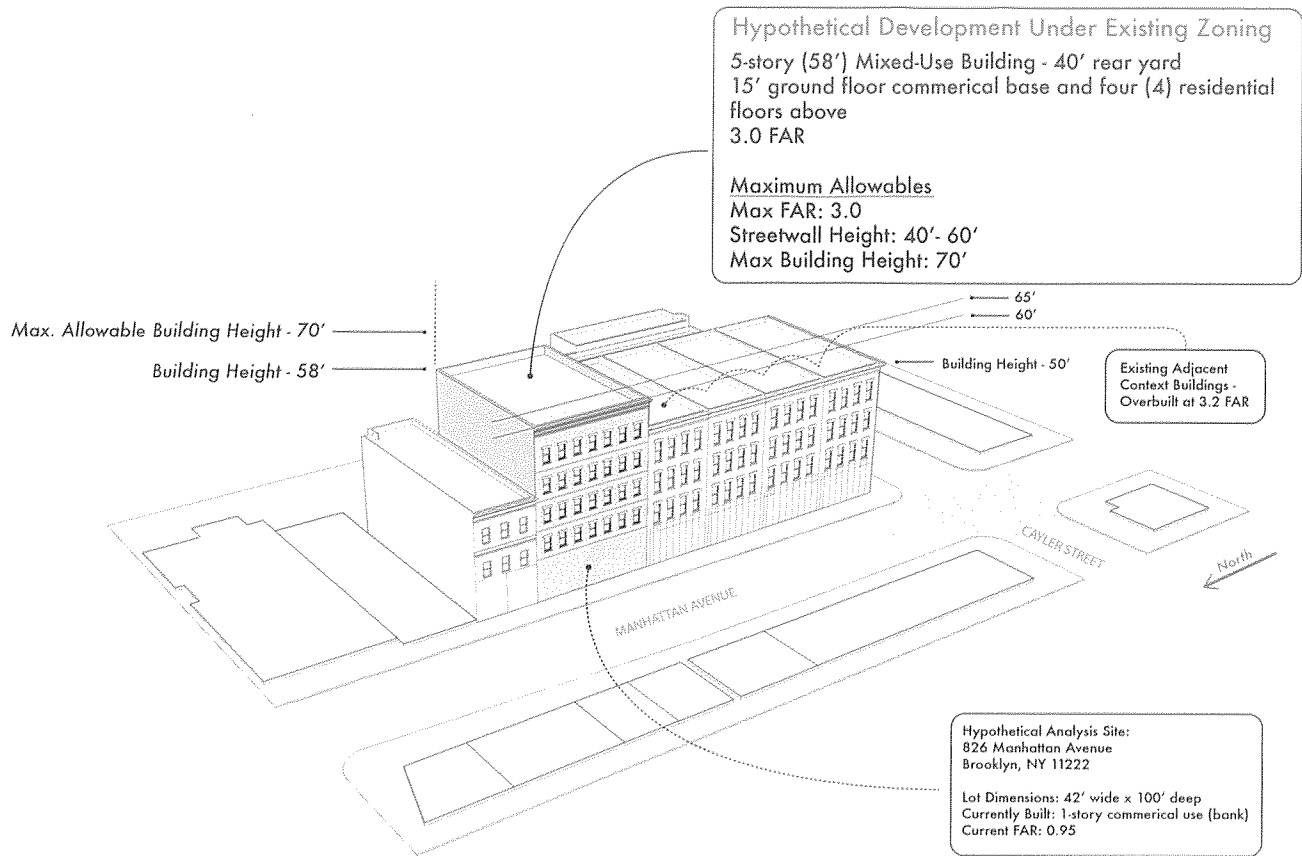 Hypothetical Development Under Existing Zoning
5-story (58') Mixed-Use Building - 40' rear yard
15' ground floor commerical base and four (4) residential
floors above
3.0 FAR
Maximum Allowables
Max FAR: 3.0
Streetwall Height: 40'- 60'
Max Building Height: 70'
65'
60'
Max. Allowable Building Height - 70'
Building Height - 58'
Building Height - 50'
Existing Adjacent
Context Buildings -
Overbuilt at 3.2 FAR
CAYLER STREET
North
MANHATTAN AVENUE
Hypothetical Analysis Site:
826 Manhattan Avenue
Brooklyn, NY 11222
Lot Dimensions: 42' wide x 100' deep
Currently Built: 1-story commerical use (bank)
Current FAR: 0.95